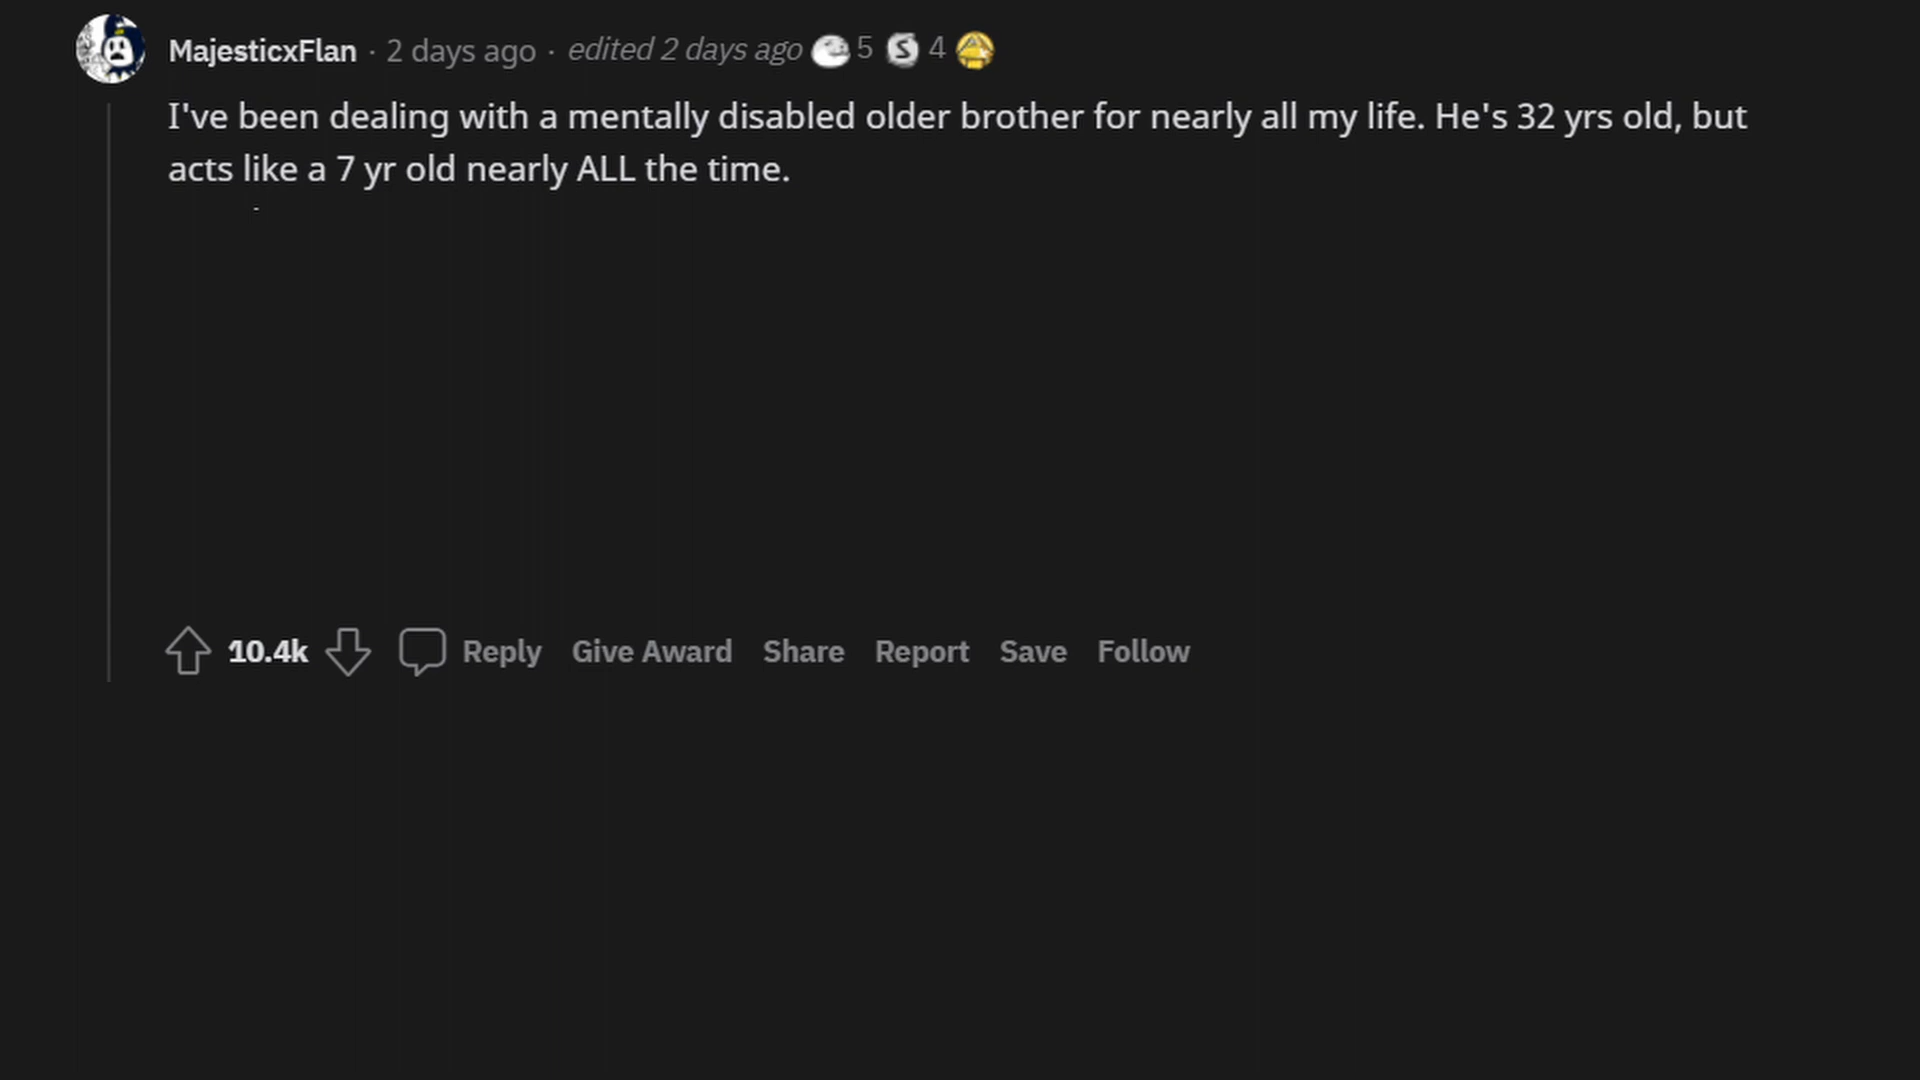 MajesticxFlan · 2 days ago · edited 2 days ago 5 S 4
I've been dealing with a mentally disabled older brother for nearly all my life. He's 32 yrs old, but
acts like a 7 yr old nearly ALL the time.
10.4k Reply Give Award Share Report Save Follow